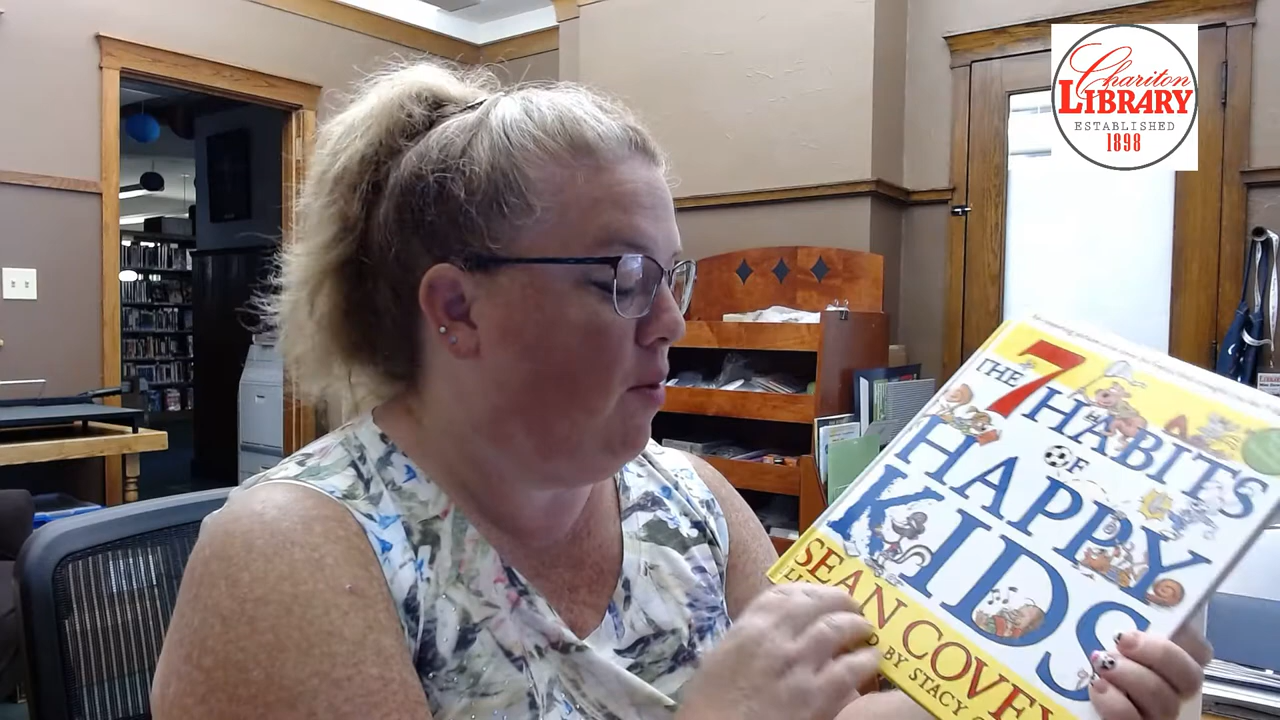 Chariton
LIBRARY
ESTABLISHED
1898
THE 7 HABITS
OF
HAPPY
KIDS
SEAN COVEY
BY STACY